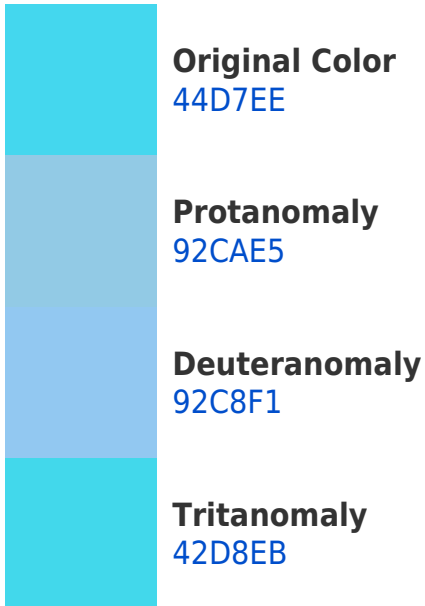 Original Color
44D7EE
Protanomaly
92CAE5
Deuteranomaly
92C8F1
Tritanomaly
42D8EB